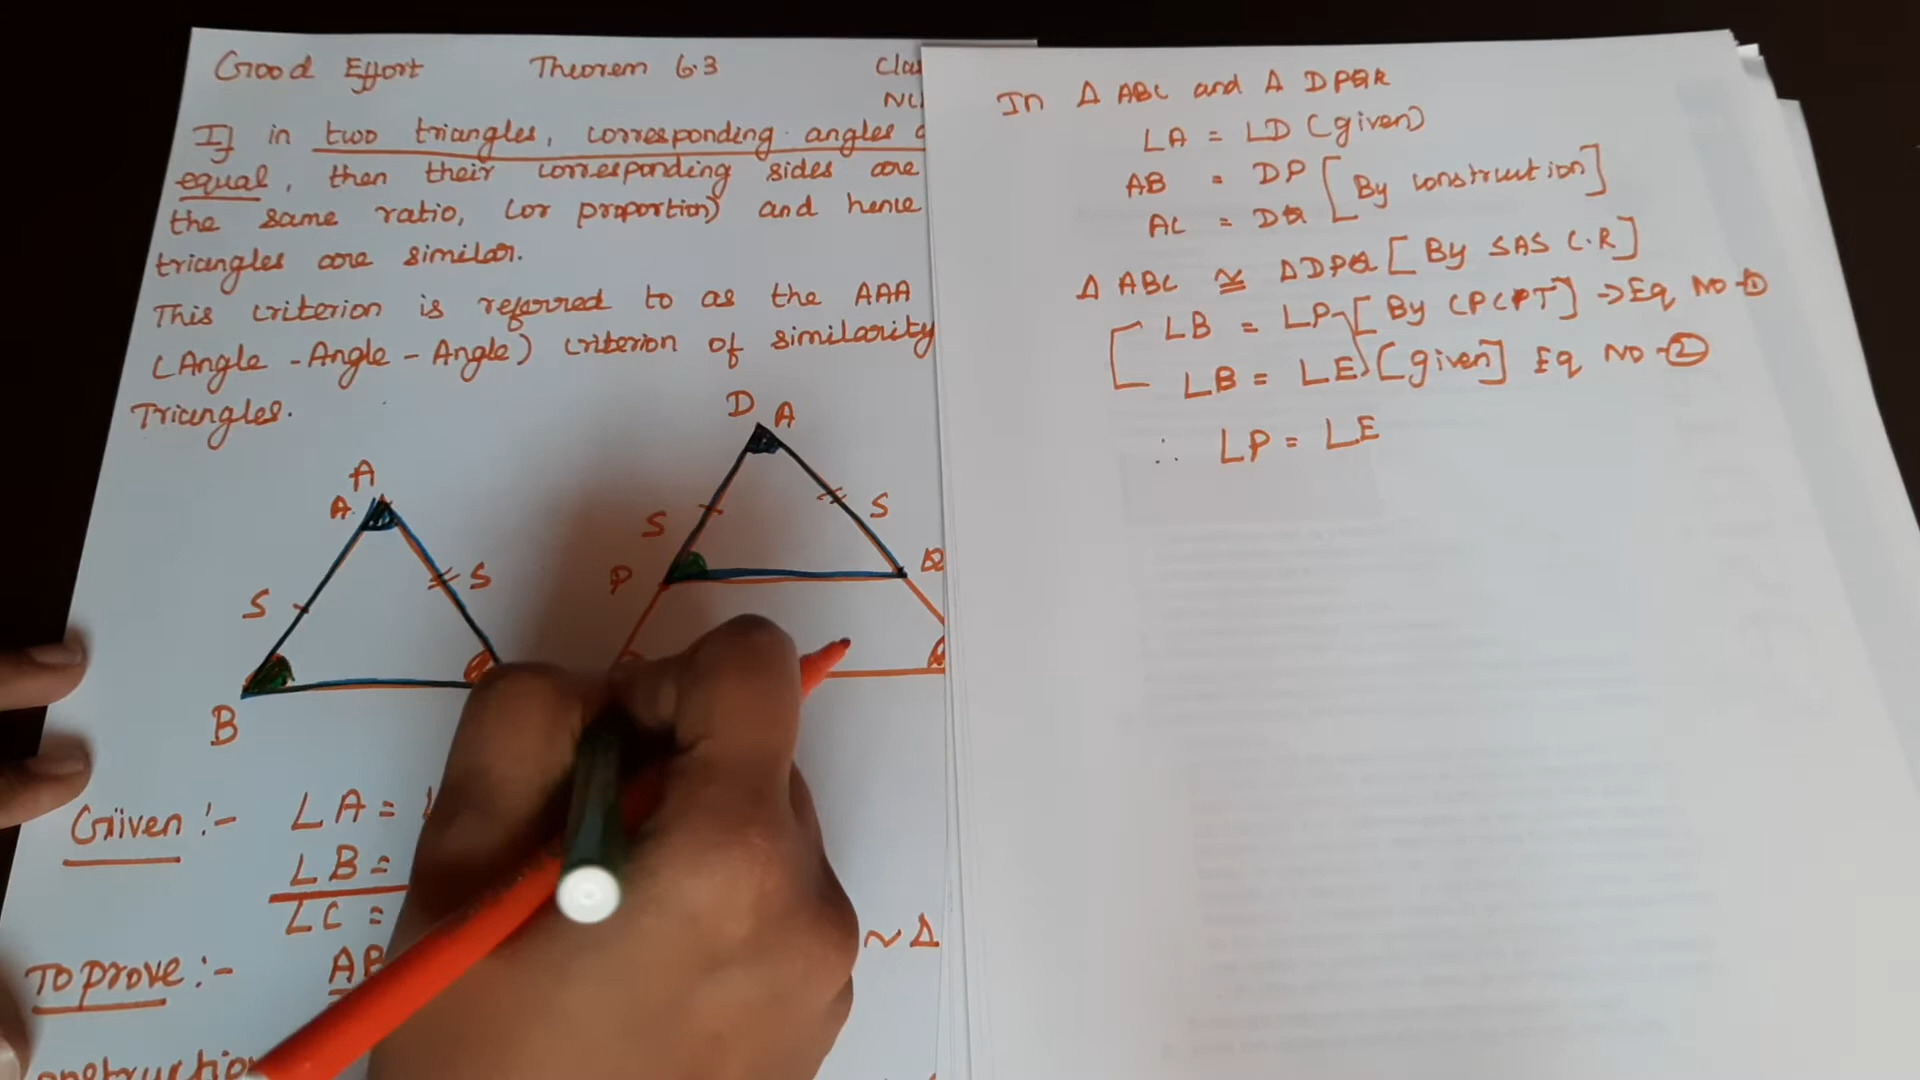 Good Effort Theorem 6.3
If in two triangles, corresponding angles
equal, then their corresponding sides are
the same ratio, (or proportion) and hence
triangles are similar.
This criterion is referred to as the AAA
(Angle - Angle - Angle) criterion of similarity
Triangles.
D A
A
A
S
S
S
S
P
Q
B
Given :- ∠A =
∠B =
∠C =
To prove :- AB
~ Δ
In Δ ABC and Δ DPQ
∠A = ∠D (given)
AB = DP [By construction]
AC = DQ
Δ ABC ≅ ΔDPQ [By SAS C.R]
∠B = ∠P [By CPCPT] → Eq No - 1
∠B = ∠E [given] Eq No - 2
∴ ∠P = ∠E